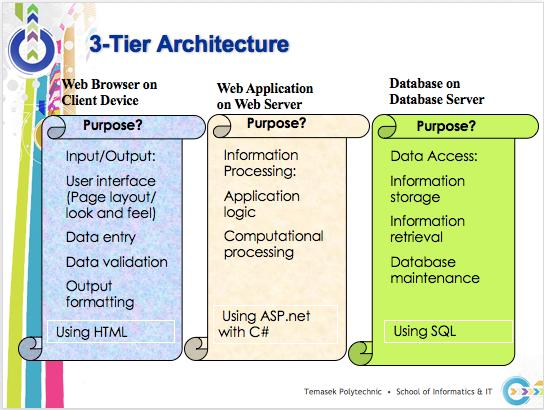 3-Tier Architecture
Web Browser on
Client Device
Purpose?
Input/Output:
User interface
(Page layout/
look and feel)
Data entry
Data validation
Output
formatting
Using HTML
Web Application
on Web Server
Purpose?
Information
Processing:
Application
logic
Computational
processing
Using ASP.net
with C#
Database on
Database Server
Purpose?
Data Access:
Information
storage
Information
retrieval
Database
maintenance
Using SQL
Temasek Polytechnic • School of Informatics & IT